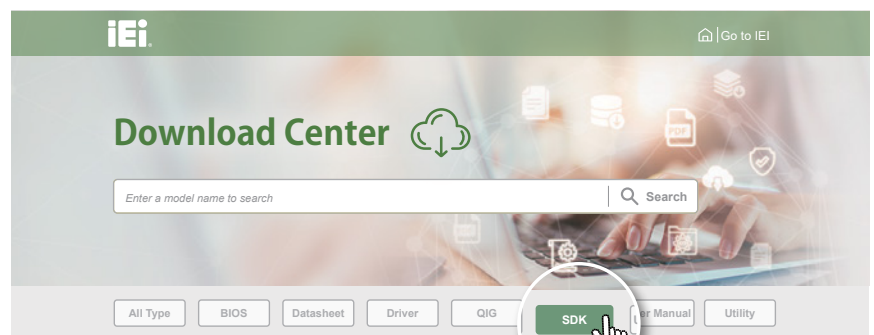 iEi
Go to IEI
Download Center
PDF
Enter a model name to search
Search
All Type BIOS Datasheet Driver QIG SDK er Manual Utility